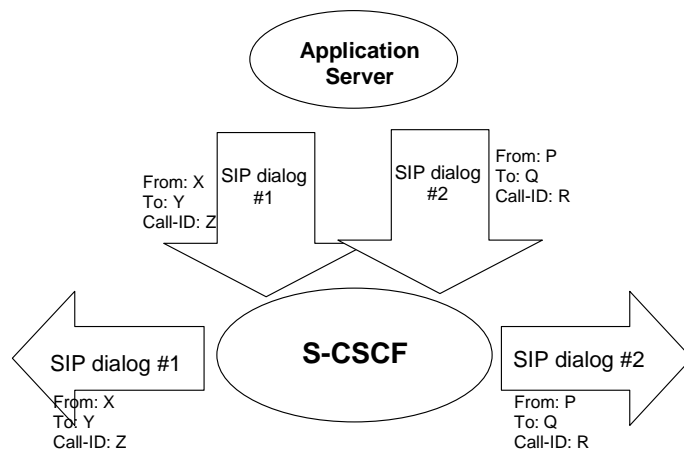 Application
Server
SIP dialog
#1
From: X
To: Y
Call-ID: Z
SIP dialog
#2
From: P
To: Q
Call-ID: R
S-CSCF
SIP dialog #1
From: X
To: Y
Call-ID: Z
SIP dialog #2
From: P
To: Q
Call-ID: R